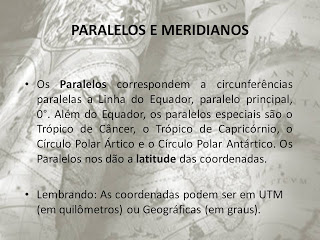 PARALELOS E MERIDIANOS
• Os Paralelos correspondem a circunferências
paralelas a Linha do Equador, paralelo principal,
0°. Além do Equador, os paralelos especiais são o
Trópico de Câncer, o Trópico de Capricórnio, o
Círculo Polar Ártico e o Círculo Polar Antártico. Os
Paralelos nos dão a latitude das coordenadas.
• Lembrando: As coordenadas podem ser em UTM
(em quilômetros) ou Geográficas (em graus).